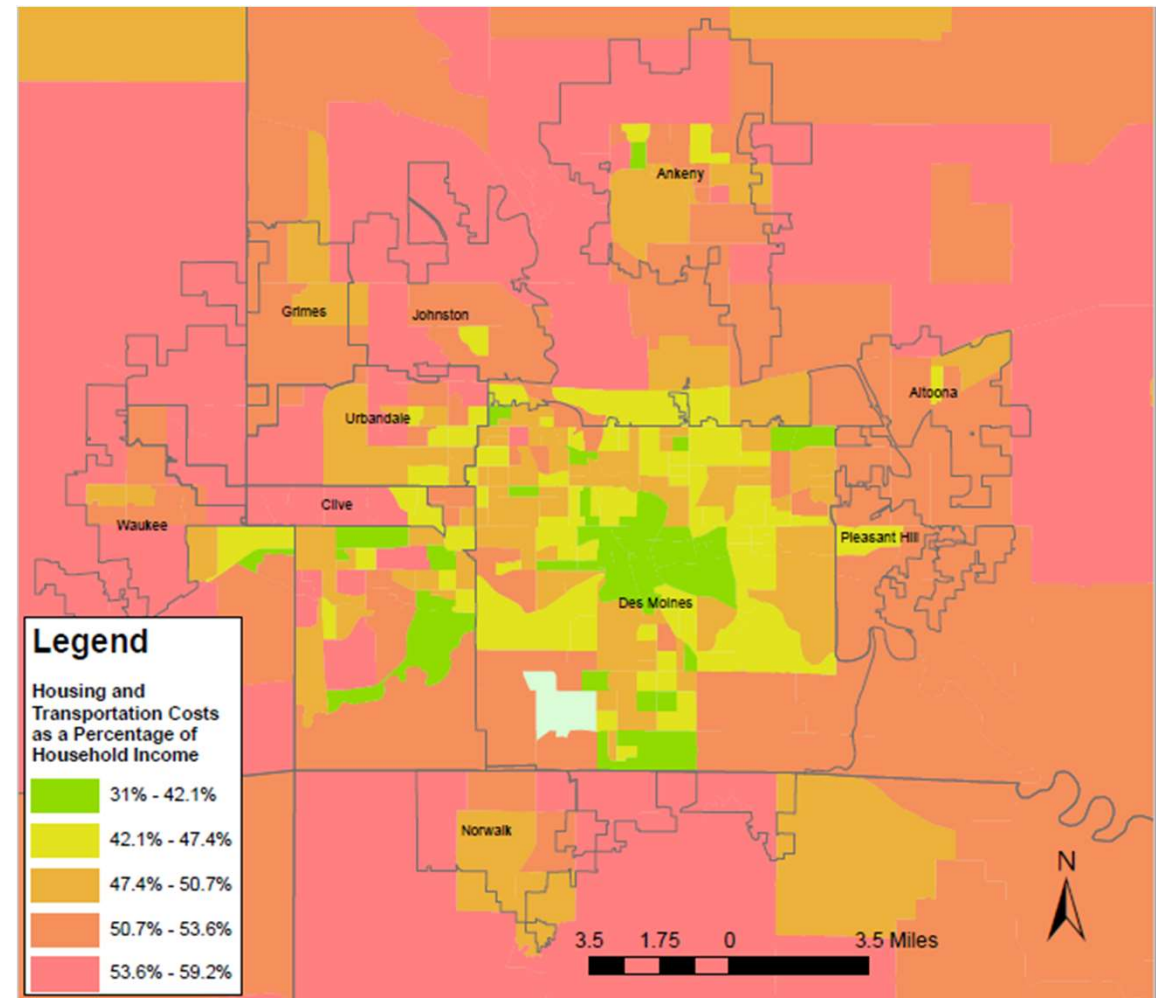 Ankeny
Grimes
Johnston
Altoona
Urbandale
Clive
Waukee
Pleasant Hill
Des Moines
Norwalk
Legend
Housing and
Transportation Costs
as a Percentage of
Household Income
31% - 42.1%
42.1% - 47.4%
47.4% - 50.7%
50.7% - 53.6%
53.6% - 59.2%
N
3.5 1.75 0 3.5 Miles